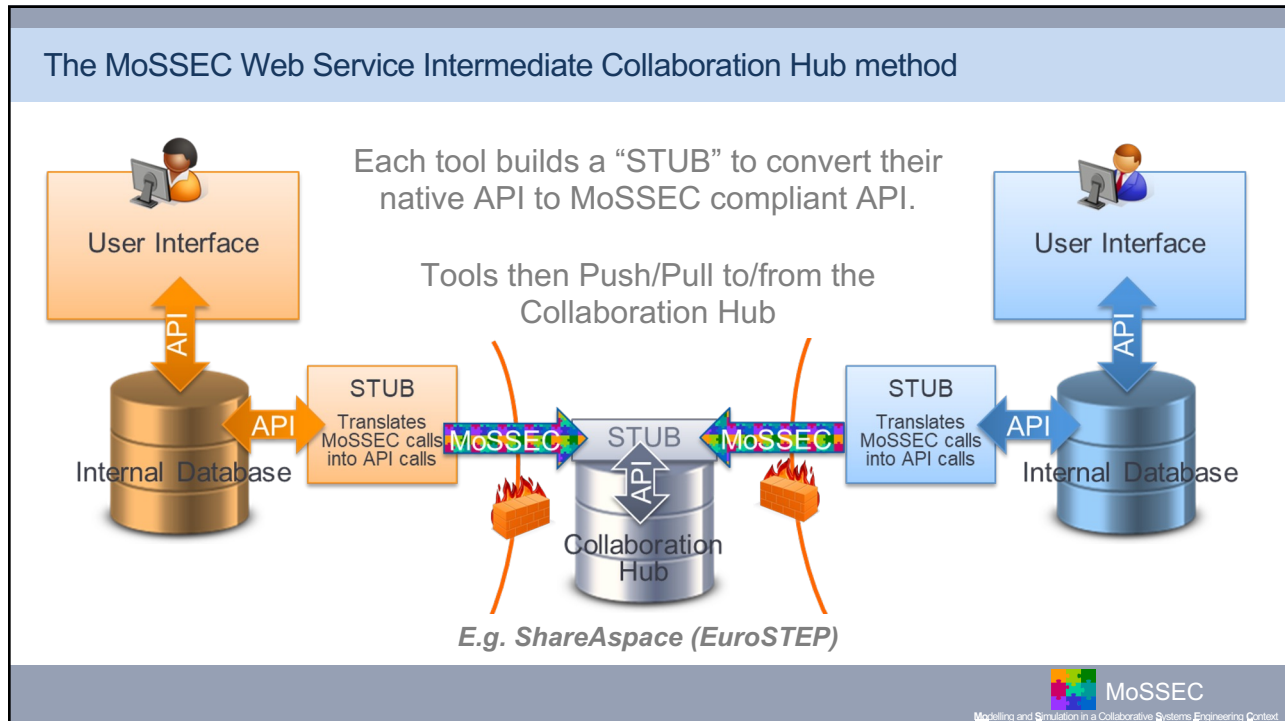 The MoSSEC Web Service Intermediate Collaboration Hub method
Each tool builds a “STUB” to convert their
native API to MoSSEC compliant API.
Tools then Push/Pull to/from the
Collaboration Hub
User Interface
API
Internal Database
API
STUB
Translates
MoSSEC calls
into API calls
MoSSEC
STUB
API
Collaboration
Hub
MoSSEC
STUB
Translates
MoSSEC calls
into API calls
API
User Interface
API
Internal Database
E.g. ShareAspace (EuroSTEP)
MoSSEC
Modelling and Simulation in a Collaborative Systems Engineering Context